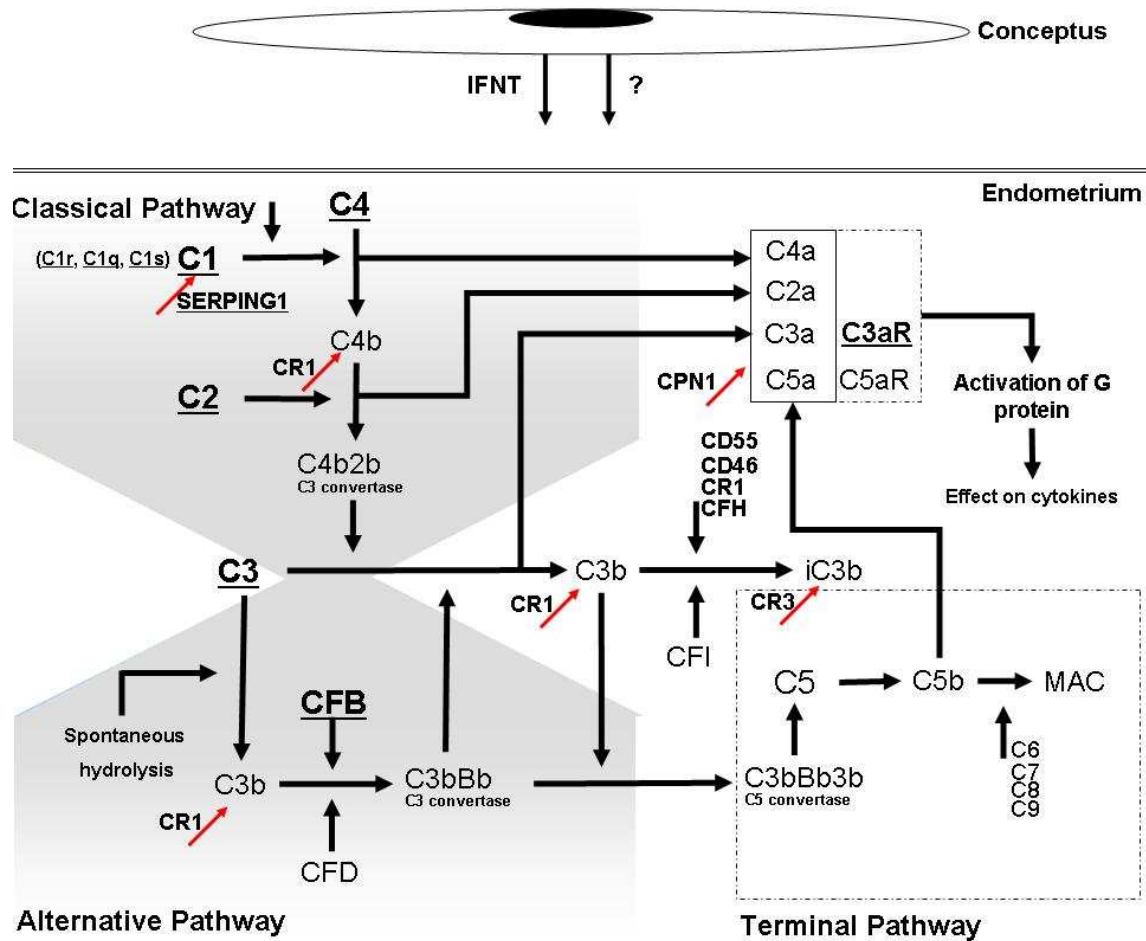 Conceptus
IFNT
?
Endometrium
Classical Pathway
C4
(C1r, C1q, C1s) C1
SERPING1
C4a
C2a
C3a
C3aR
C5a
C5aR
CPN1
C4b
CR1
C2
C4b2b
C3 convertase
Activation of G
protein
Effect on cytokines
CD55
CD46
CR1
CFH
C3
C3b
CR1
iC3b
CR3
CFI
Spontaneous
hydrolysis
CFB
C3b
CR1
C3bBb
C3 convertase
CFD
C5
C5b
MAC
C3bBb3b
C5 convertase
C6
C7
C8
C9
Alternative Pathway
Terminal Pathway